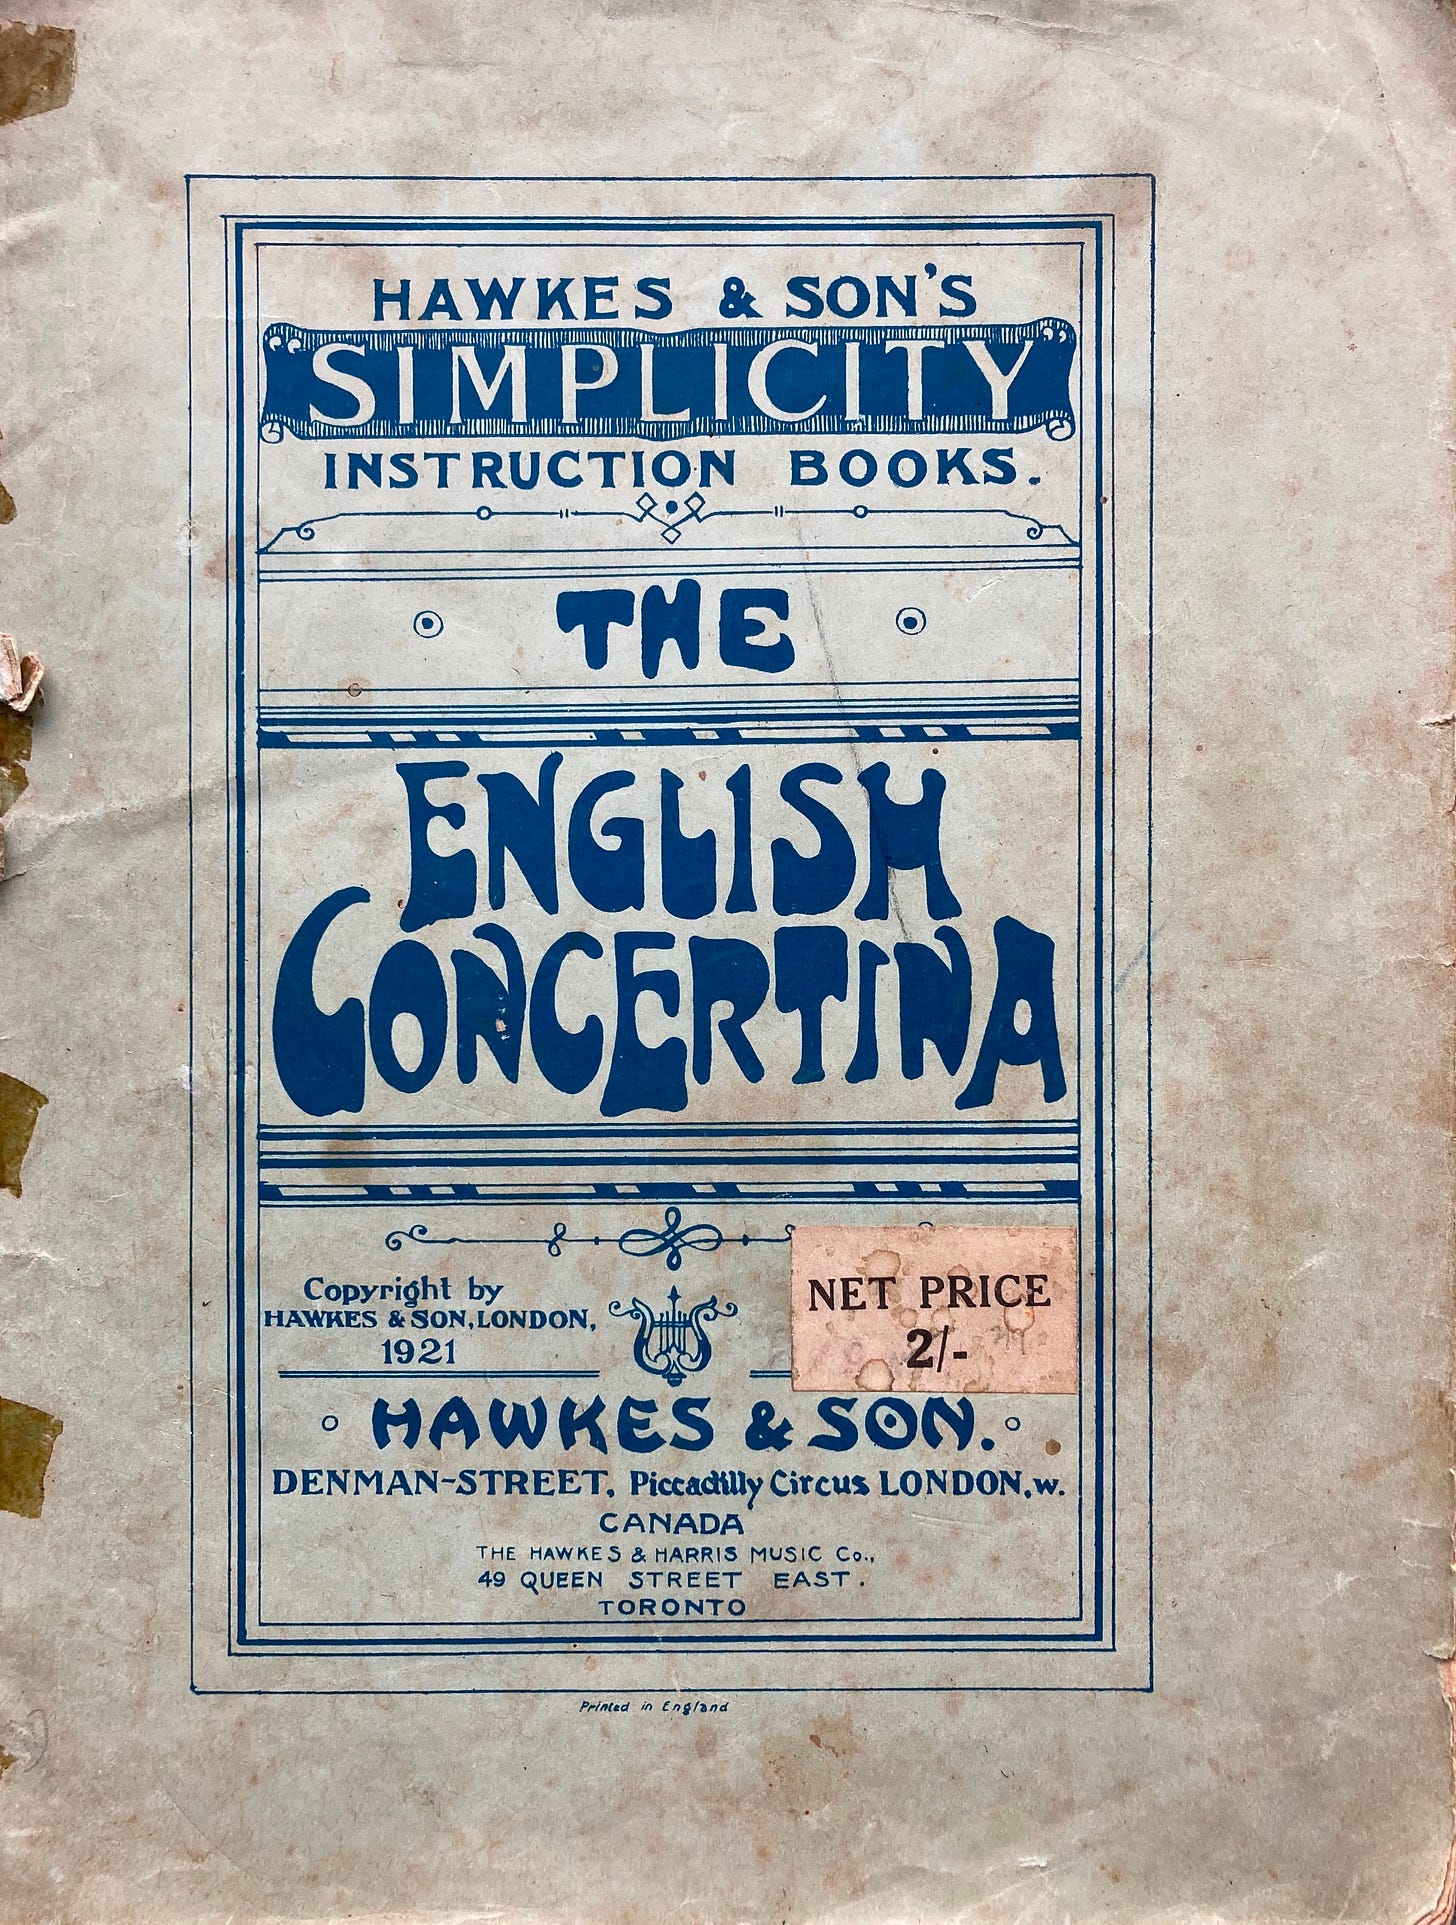 HAWKES & SON'S
SIMPLICITY
INSTRUCTION BOOKS.
THE
ENGLISH
CONCERTINA
Copyright by
HAWKES & SON, LONDON,
1921
NET PRICE
2/-
HAWKES & SON.
DENMAN-STREET, Piccadilly Circus LONDON, W.
CANADA
THE HAWKES & HARRIS MUSIC Co.,
49 QUEEN STREET EAST.
TORONTO
Printed in England